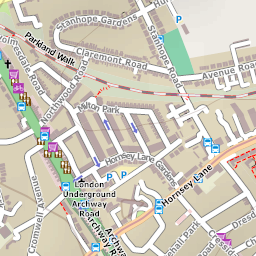 Stanhope Gardens
Claremont Road
Stanhope Road
Avenue Road
Parkland Walk
Northwood Road
Milton Park
Hornsey Lane Gardens
Hornsey Lane
London
Underground
Archway
Road
Cromwell Avenue
Archway Road